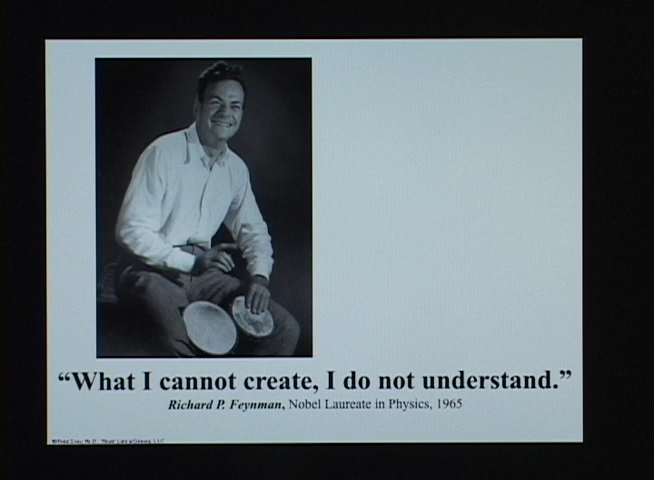 “What I cannot create, I do not understand.”
Richard P. Feynman, Nobel Laureate in Physics, 1965